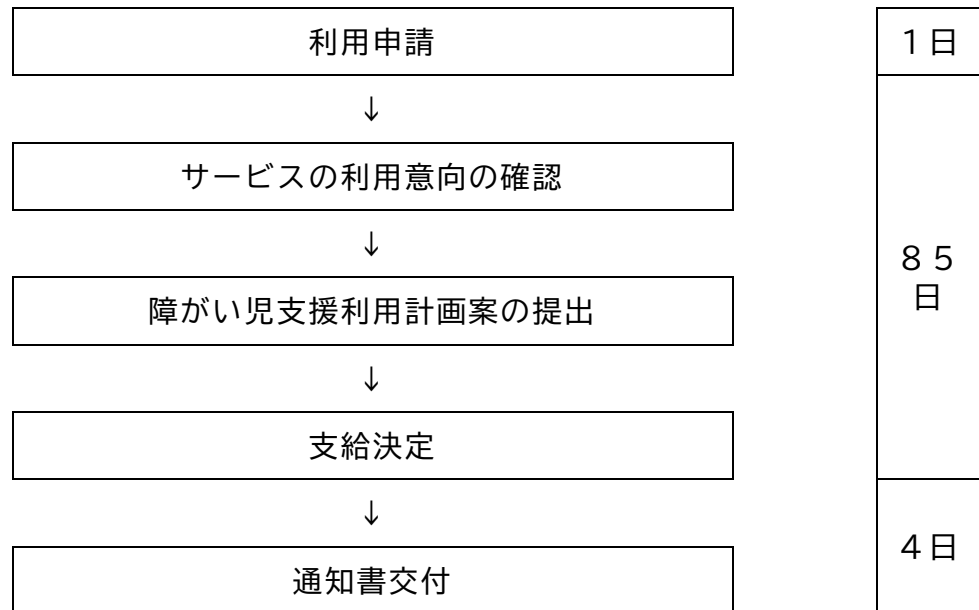 利用申請
１日
↓
サービスの利用意向の確認
↓
８５
日
障がい児支援利用計画案の提出
↓
支給決定
↓
４日
通知書交付